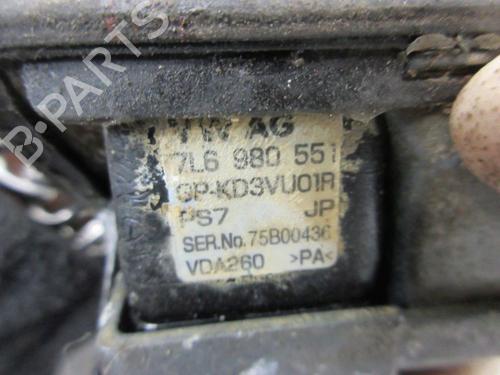 B-PARTS
VW AG
7L6 980 551
GP-KD3VU01R
PS7 JP
SER.No.75B00436
VDA260 >PA<